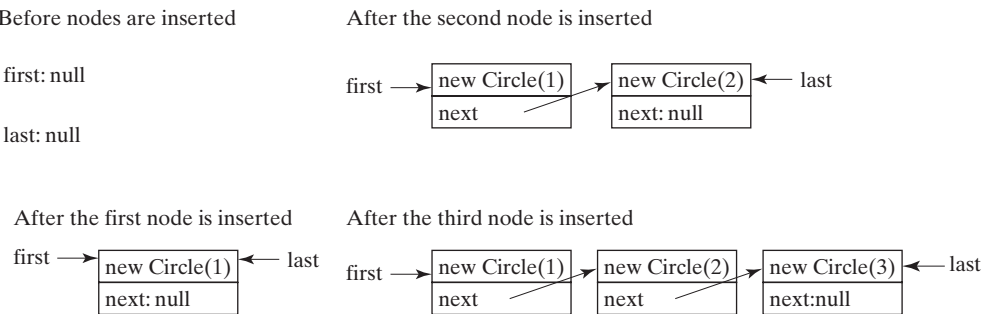 Before nodes are inserted
first: null
last: null
After the second node is inserted
first
new Circle(1)
next
new Circle(2)
next: null
last
After the first node is inserted
first
new Circle(1)
next: null
last
After the third node is inserted
first
new Circle(1)
next
new Circle(2)
next
new Circle(3)
next:null
last